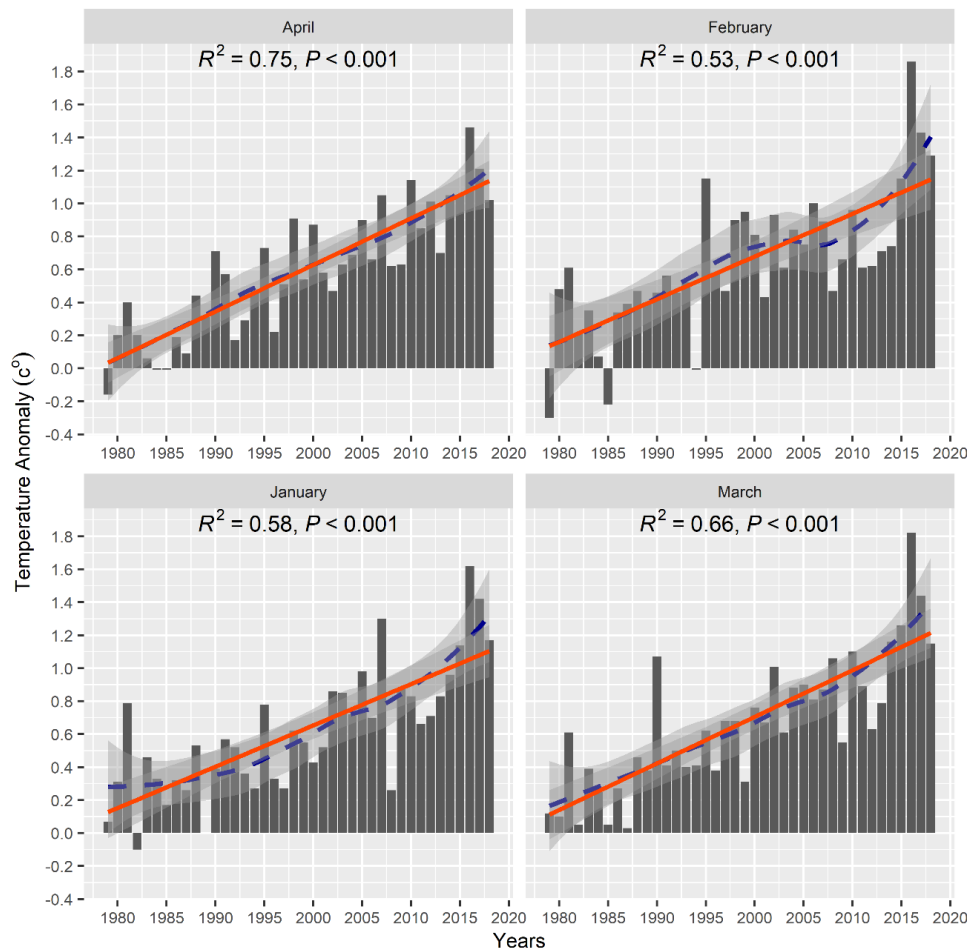 April
R² = 0.75, P < 0.001
February
R² = 0.53, P < 0.001
1.8
1.6
1.4
1.2
1.0
0.8
0.6
0.4
0.2
0.0
-0.2
-0.4
1980 1985 1990 1995 2000 2005 2010 2015 2020
1980 1985 1990 1995 2000 2005 2010 2015 2020
Temperature Anomaly (c°)
January
R² = 0.58, P < 0.001
March
R² = 0.66, P < 0.001
1.8
1.6
1.4
1.2
1.0
0.8
0.6
0.4
0.2
0.0
-0.2
-0.4
1980 1985 1990 1995 2000 2005 2010 2015 2020
1980 1985 1990 1995 2000 2005 2010 2015 2020
Years